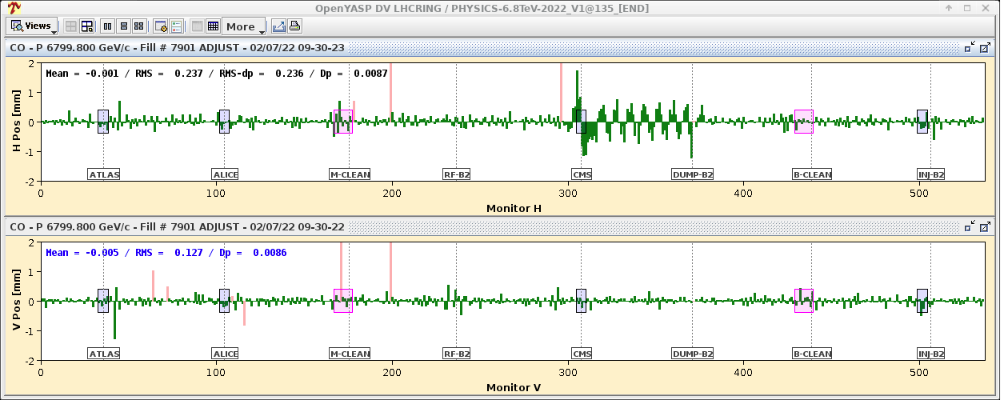 OpenYASP DV LHCRING / PHYSICS-6.8TeV-2022_V1@135_[END]
Views
More
CO - P 6799.800 GeV/c - Fill # 7901 ADJUST - 02/07/22 09-30-23
Mean = -0.001 / RMS = 0.237 / RMS-dp = 0.236 / Dp = 0.0087
H Pos [mm]
2
1
0
-1
-2
ATLAS ALICE M-CLEAN RF-B2 CMS DUMP-B2 B-CLEAN INJ-B2
0 100 200 300 400 500
Monitor H
CO - P 6799.800 GeV/c - Fill # 7901 ADJUST - 02/07/22 09-30-22
Mean = -0.005 / RMS = 0.127 / Dp = 0.0086
V Pos [mm]
2
1
0
-1
-2
ATLAS ALICE M-CLEAN RF-B2 CMS DUMP-B2 B-CLEAN INJ-B2
0 100 200 300 400 500
Monitor V